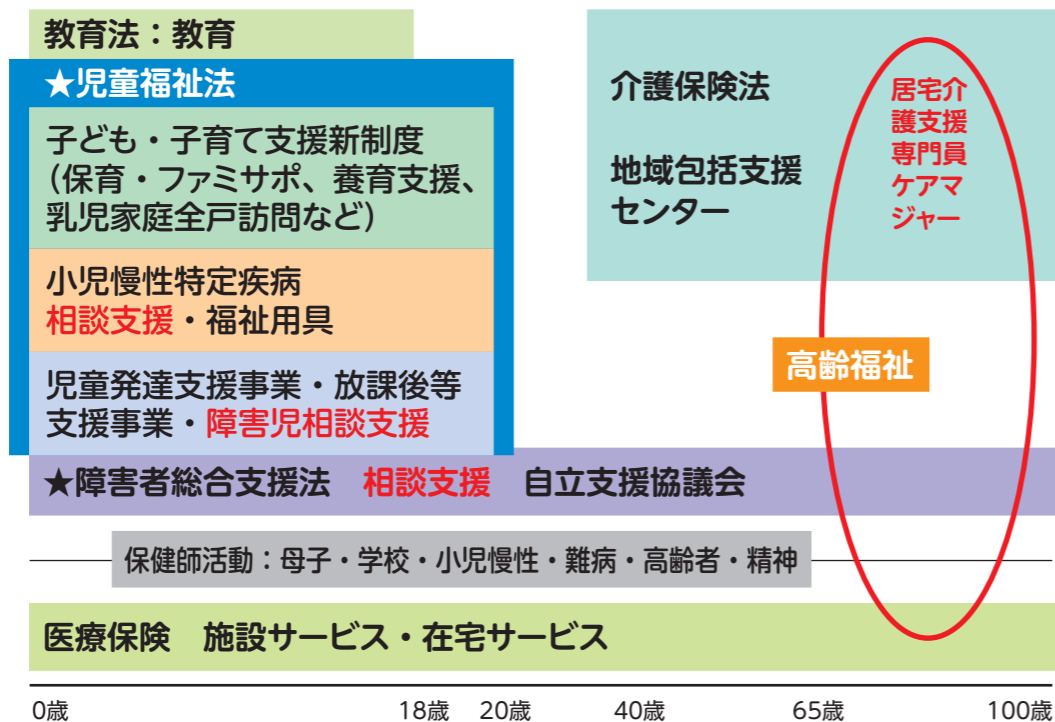 教育法：教育
★児童福祉法
子ども・子育て支援新制度
（保育・ファミサポ、養育支援、
乳児家庭全戸訪問など）
小児慢性特定疾病
相談支援・福祉用具
児童発達支援事業・放課後等
支援事業・障害児相談支援
介護保険法
地域包括支援
センター
居宅介
護支援
専門員
ケアマ
ジャー
高齢福祉
★障害者総合支援法　相談支援　自立支援協議会
保健師活動：母子・学校・小児慢性・難病・高齢者・精神
医療保険　施設サービス・在宅サービス
0歳　18歳　20歳　40歳　65歳　100歳